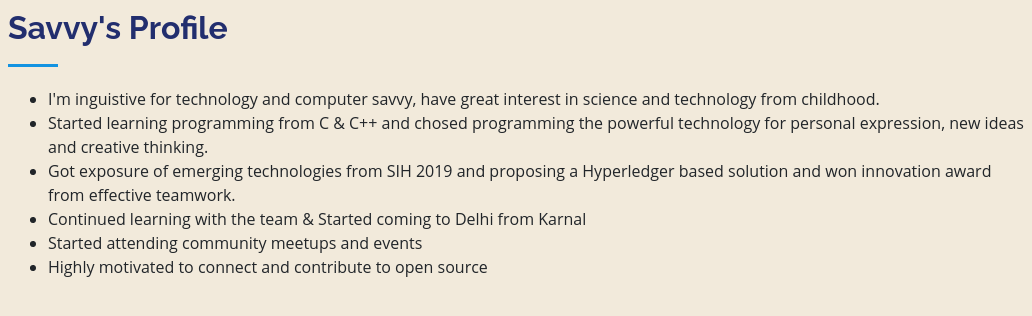 Savvy's Profile
I'm inguistive for technology and computer savvy, have great interest in science and technology from childhood.
Started learning programming from C & C++ and chosed programming the powerful technology for personal expression, new ideas
and creative thinking.
Got exposure of emerging technologies from SIH 2019 and proposing a Hyperledger based solution and won innovation award
from effective teamwork.
Continued learning with the team & Started coming to Delhi from Karnal
Started attending community meetups and events
Highly motivated to connect and contribute to open source